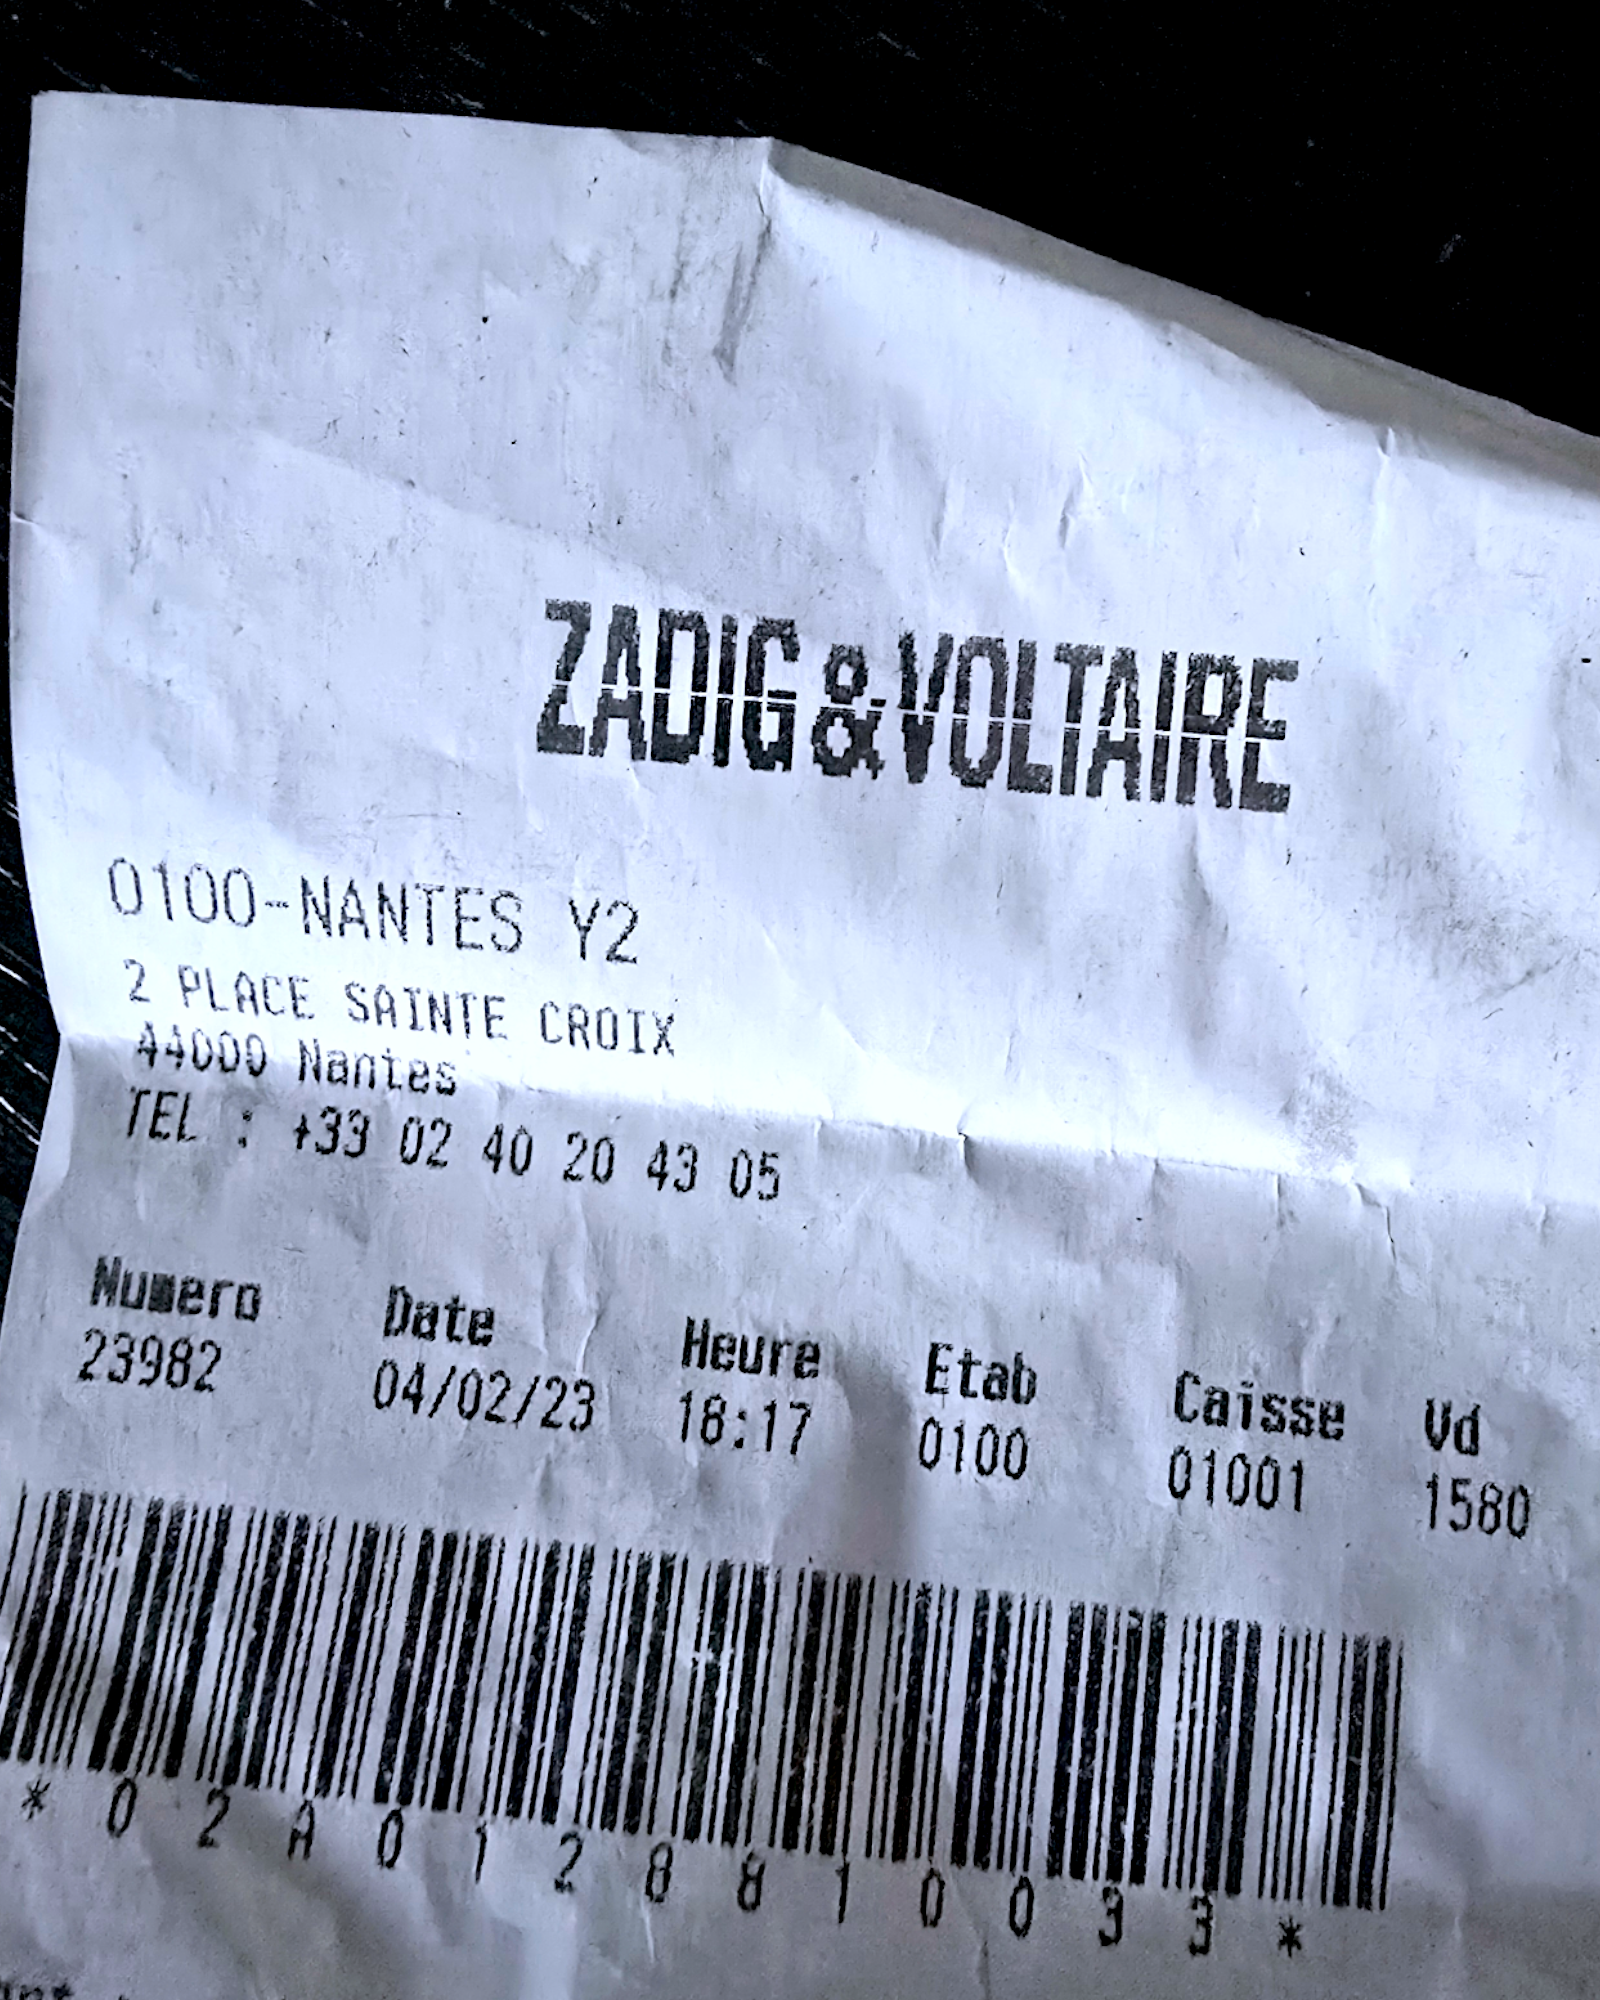 ZADIG&VOLTAIRE
0100-NANTES Y2
2 PLACE SAINTE CROIX
44000 Nantes
TEL : +33 02 40 20 43 05
Numero Date Heure Etab Caisse Vd
23982 04/02/23 18:17 0100 01001 1580
*02A0128810033*